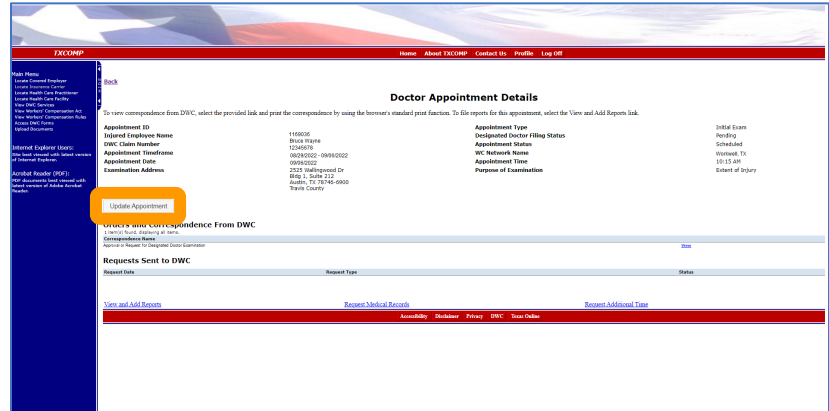 TXCOMP
Home About TXCOMP Contact Us Profile Log Off
Main Menu
Locate Covered Employer
Locate Insurance Carrier
Locate Health Care Practitioner
Locate Health Care Facility
View DWC Services
View Workers' Compensation Act
View Workers' Compensation Rules
Access DWC Forms
Upload Documents
Internet Explorer Users:
Site best viewed with latest version
of Internet Explorer.
Acrobat Reader (PDF):
PDF documents best viewed with
latest version of Adobe Acrobat
Reader.
Back
Doctor Appointment Details
To view correspondence from DWC, select the provided link and print the correspondence by using the browser's standard print function. To file reports for this appointment, select the View and Add Reports link.
Appointment ID 1169036 Appointment Type Initial Exam
Injured Employee Name Bruce Wayne Designated Doctor Filing Status Pending
DWC Claim Number 12345678 Appointment Status Scheduled
Appointment Timeframe 08/29/2022 - 09/06/2022 WC Network Name Workwell, TX
Appointment Date 09/06/2022 Appointment Time 10:15 AM
Examination Address 2525 Wallingwood Dr Purpose of Examination Extent of Injury
Bldg 1, Suite 212
Austin, TX 78746-6900
Travis County
Update Appointment
Orders and Correspondence From DWC
1 item(s) found, displaying all items.
Correspondence Name
Approval or Request for Designated Doctor Examination View
Requests Sent to DWC
Request Date Request Type Status
View and Add Reports Request Medical Records Request Additional Time
Accessibility Disclaimer Privacy DWC Texas Online